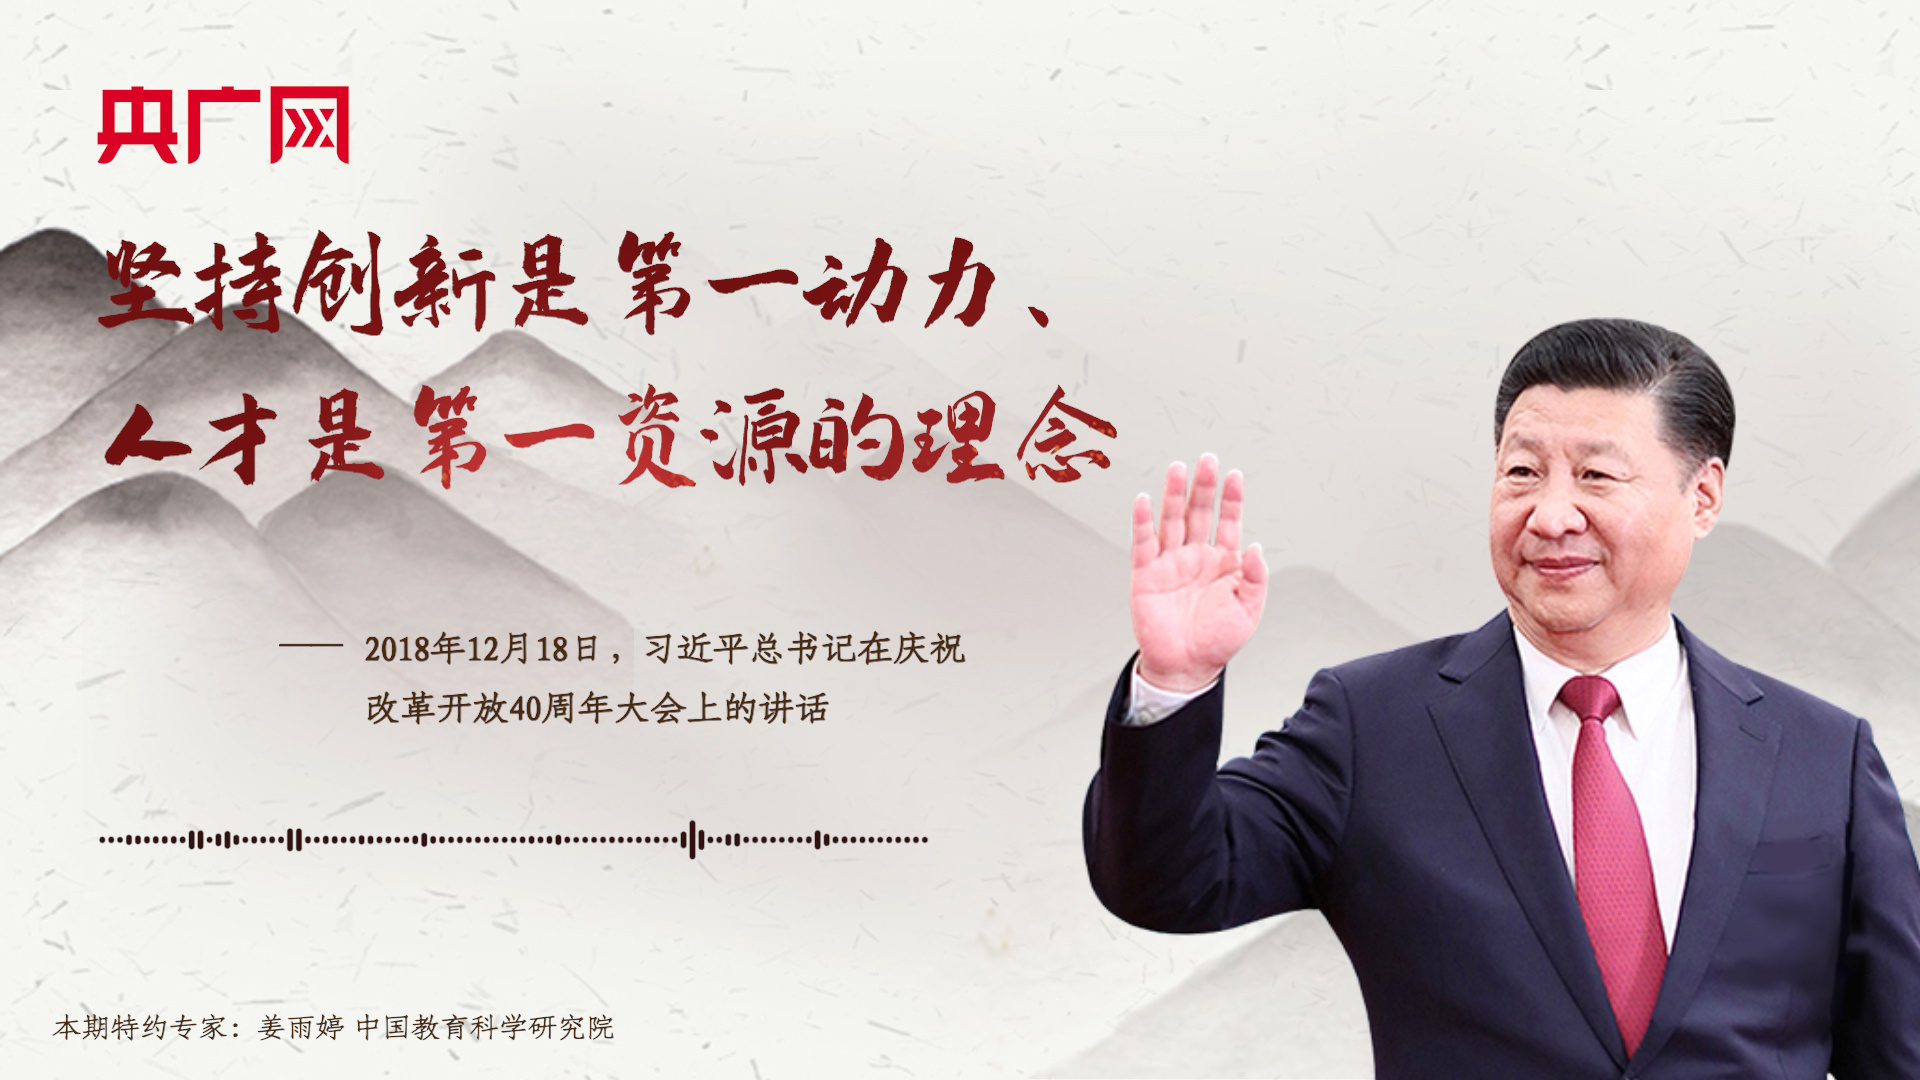 央广网
坚持创新是第一动力、
人才是第一资源的理念
—— 2018年12月18日，习近平总书记在庆祝
改革开放40周年大会上的讲话
本期特约专家：姜雨婷 中国教育科学研究院